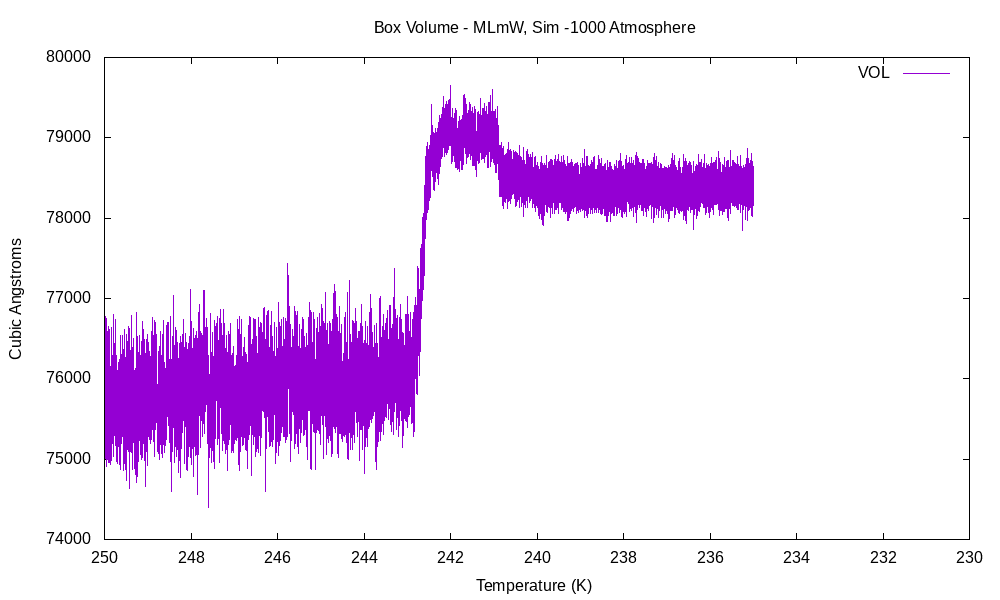 Box Volume - MLmW, Sim -1000 Atmosphere
VOL
80000
79000
78000
77000
76000
75000
74000
Cubic Angstroms
250 248 246 244 242 240 238 236 234 232 230
Temperature (K)